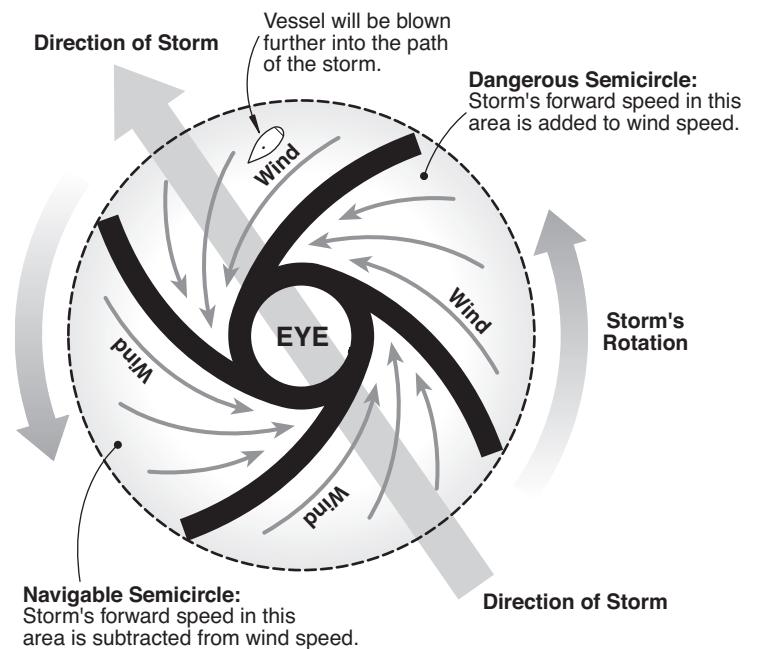 Vessel will be blown
further into the path
of the storm.
Direction of Storm
Dangerous Semicircle:
Storm's forward speed in this
area is added to wind speed.
Wind
Wind
Storm's
Rotation
EYE
Wind
Wind
Navigable Semicircle:
Storm's forward speed in this
area is subtracted from wind speed.
Direction of Storm